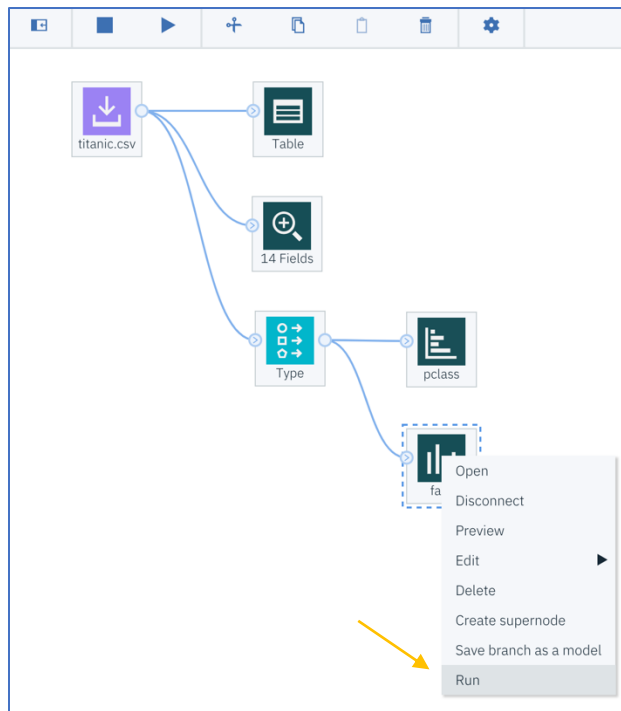 titanic.csv
Table
14 Fields
Type
pclass
fa
Open
Disconnect
Preview
Edit
Delete
Create supernode
Save branch as a model
Run